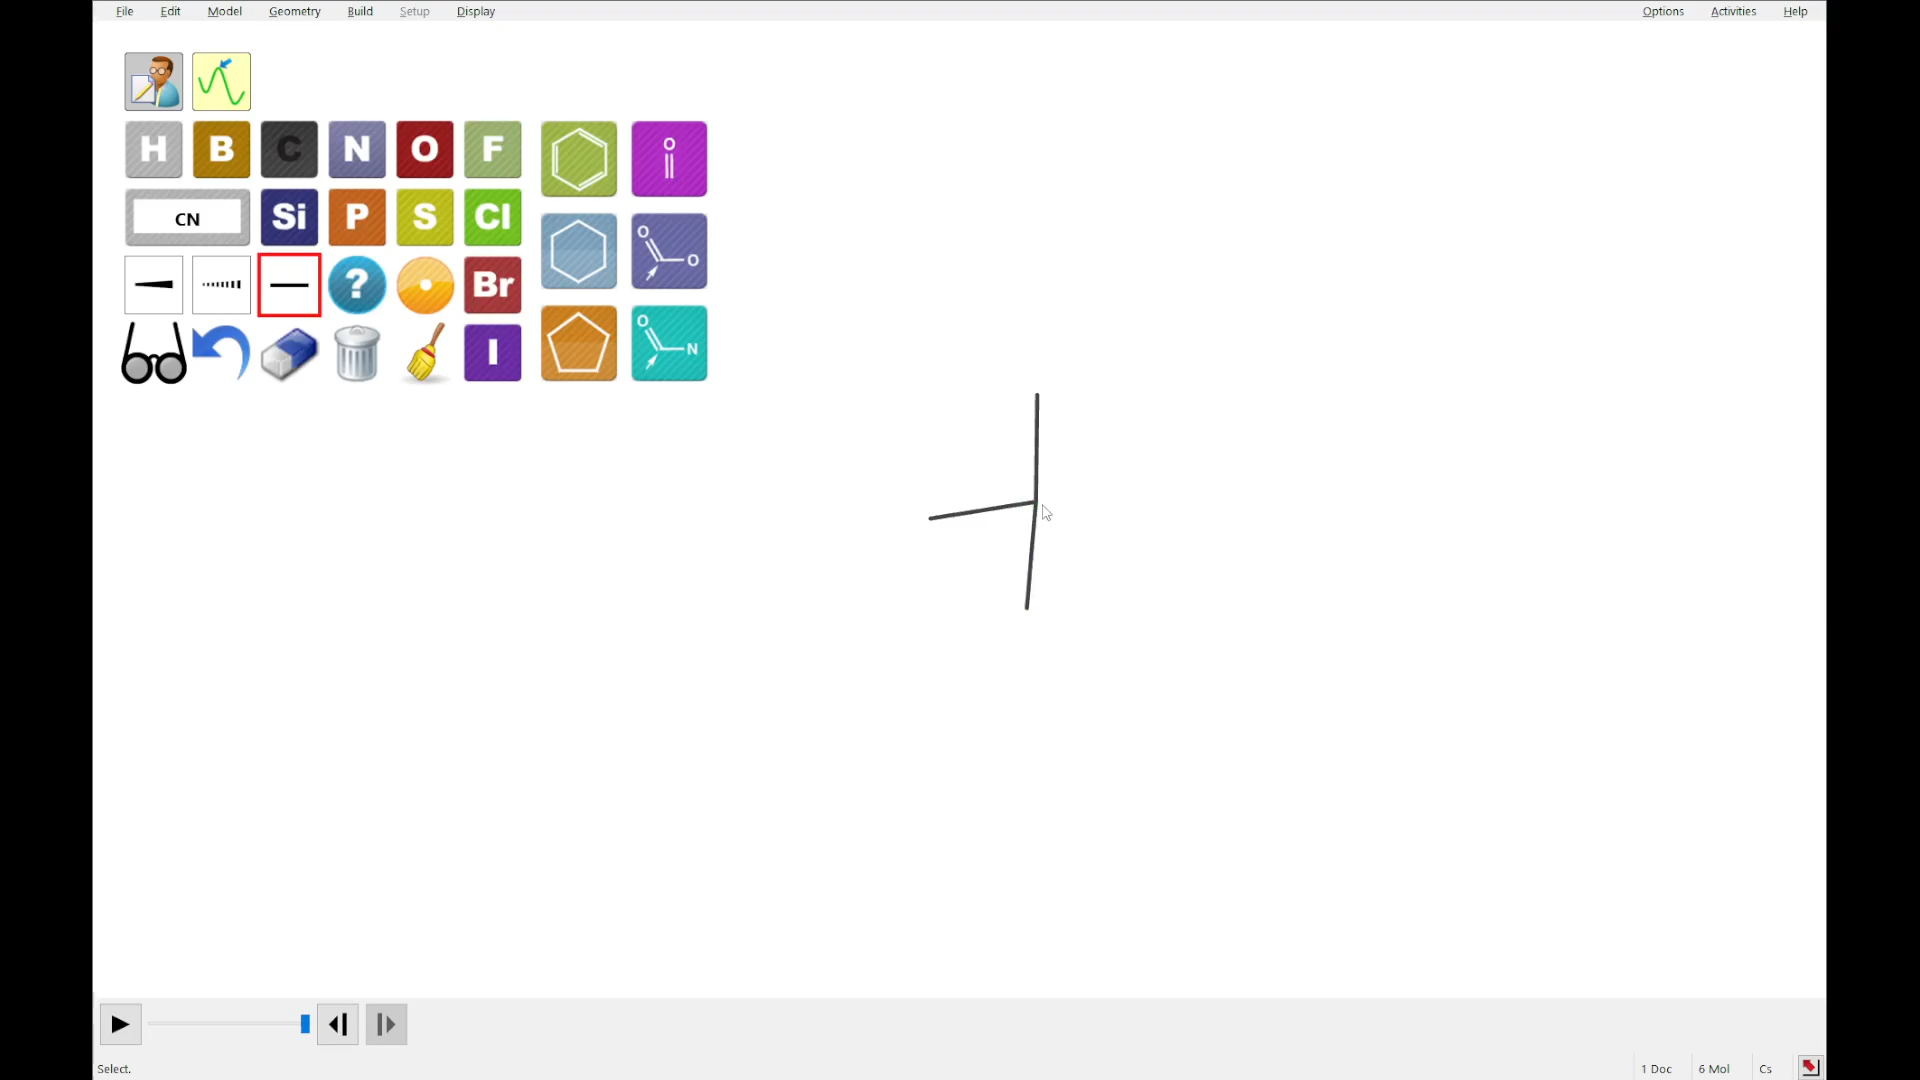 File Edit Model Geometry Build Setup Display Options Activities Help
H B C N O F O
CN Si P S Cl O O
? Br
I O N
Select. 1 Doc 6 Mol Cs